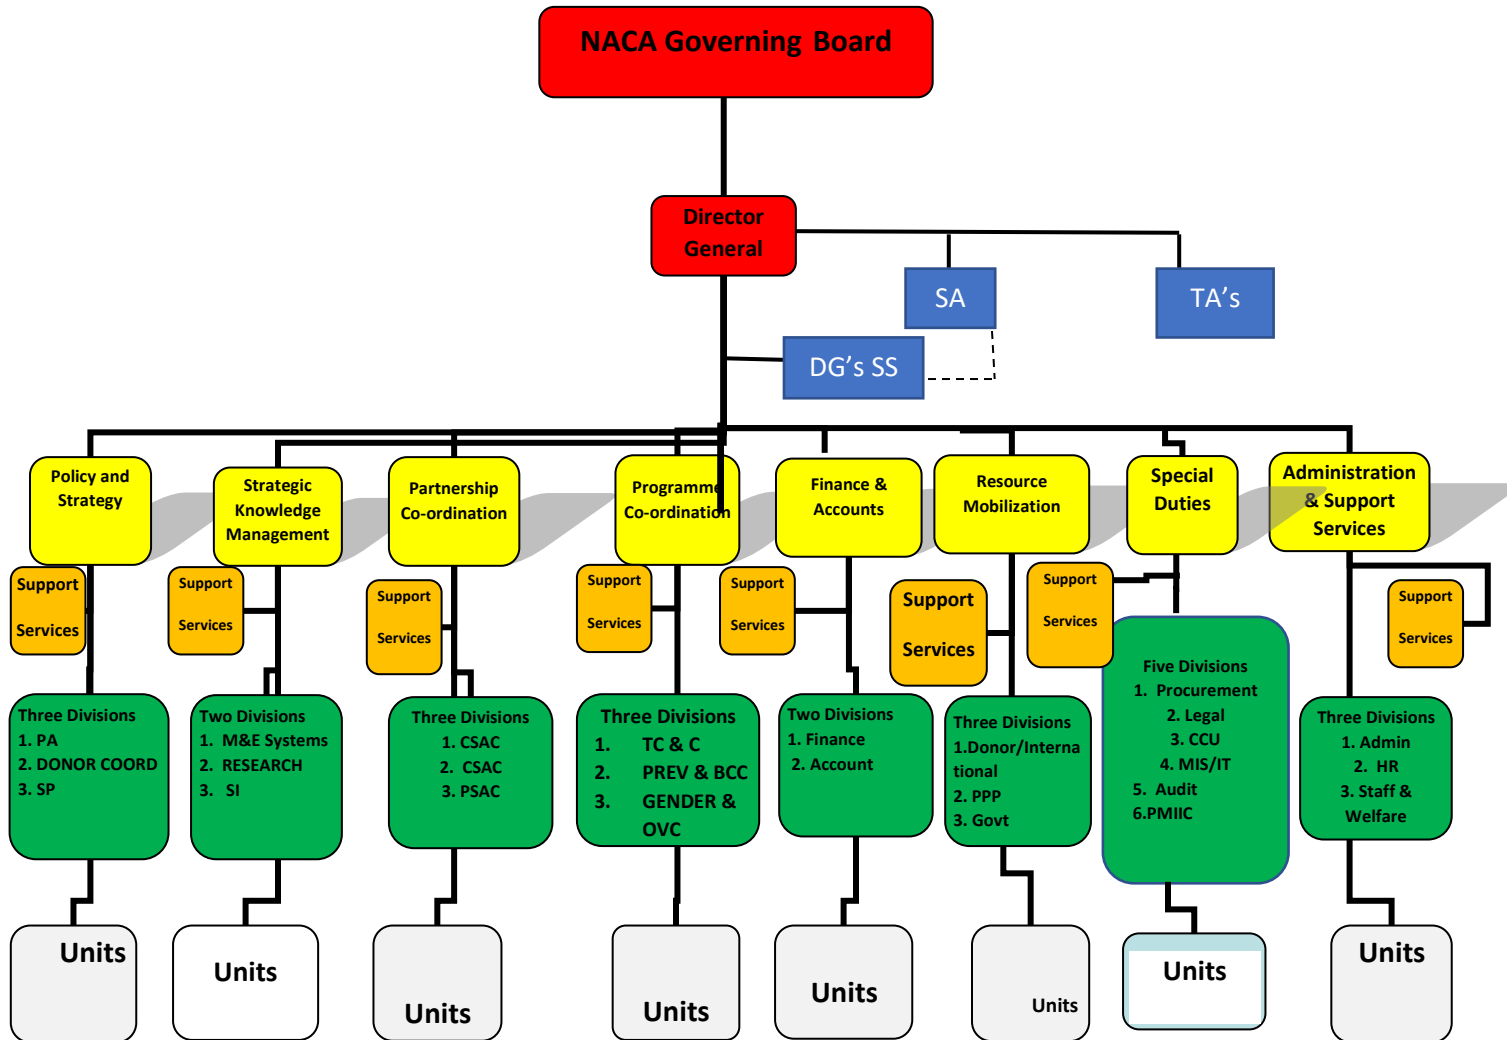 NACA Governing Board
Director
General
SA
TA's
DG's SS
Policy and
Strategy
Strategic
Knowledge
Management
Partnership
Co-ordination
Programme
Co-ordination
Finance &
Accounts
Resource
Mobilization
Special
Duties
Administration
& Support
Services
Support
Services
Support
Services
Support
Services
Support
Services
Support
Services
Support
Services
Support
Services
Support
Services
Three Divisions
1. PA
2. DONOR COORD
3. SP
Two Divisions
1. M&E Systems
2. RESEARCH
3. SI
Three Divisions
1. CSAC
2. CSAC
3. PSAC
Three Divisions
1. TC & C
2. PREV & BCC
3. GENDER &
OVC
Two Divisions
1. Finance
2. Account
Three Divisions
1.Donor/Interna
tional
2. PPP
3. Govt
Five Divisions
1. Procurement
2. Legal
3. CCU
4. MIS/IT
5. Audit
6.PMIIC
Three Divisions
1. Admin
2. HR
3. Staff &
Welfare
Units
Units
Units
Units
Units
Units
Units
Units